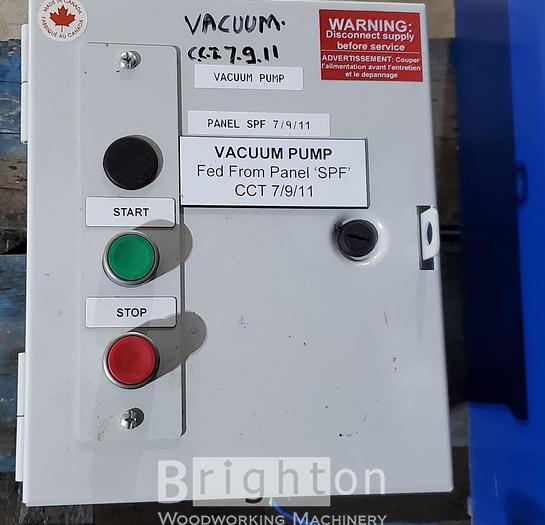 MADE IN CANADA
FABRIQUÉ AU CANADA
VACUUM.
CCT 7.9.11
VACUUM PUMP
WARNING:
Disconnect supply
before service
ADVERTISSEMENT: Couper
l'ailmentation avant l'entretien
et le depannage
PANEL SPF 7/9/11
VACUUM PUMP
Fed From Panel 'SPF'
CCT 7/9/11
START
STOP
Brighton
WOODWORKING MACHINERY